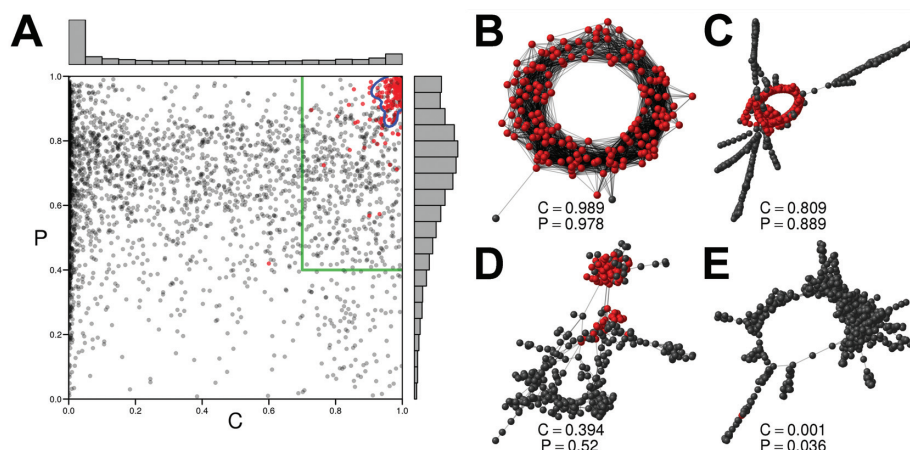 A
B
C
1.0
0.8
0.6
0.4
0.2
0.0
P
0.0
0.2
0.4
0.6
0.8
1.0
C
C = 0.989
P = 0.978
C = 0.809
P = 0.889
D
E
C = 0.394
P = 0.52
C = 0.001
P = 0.036